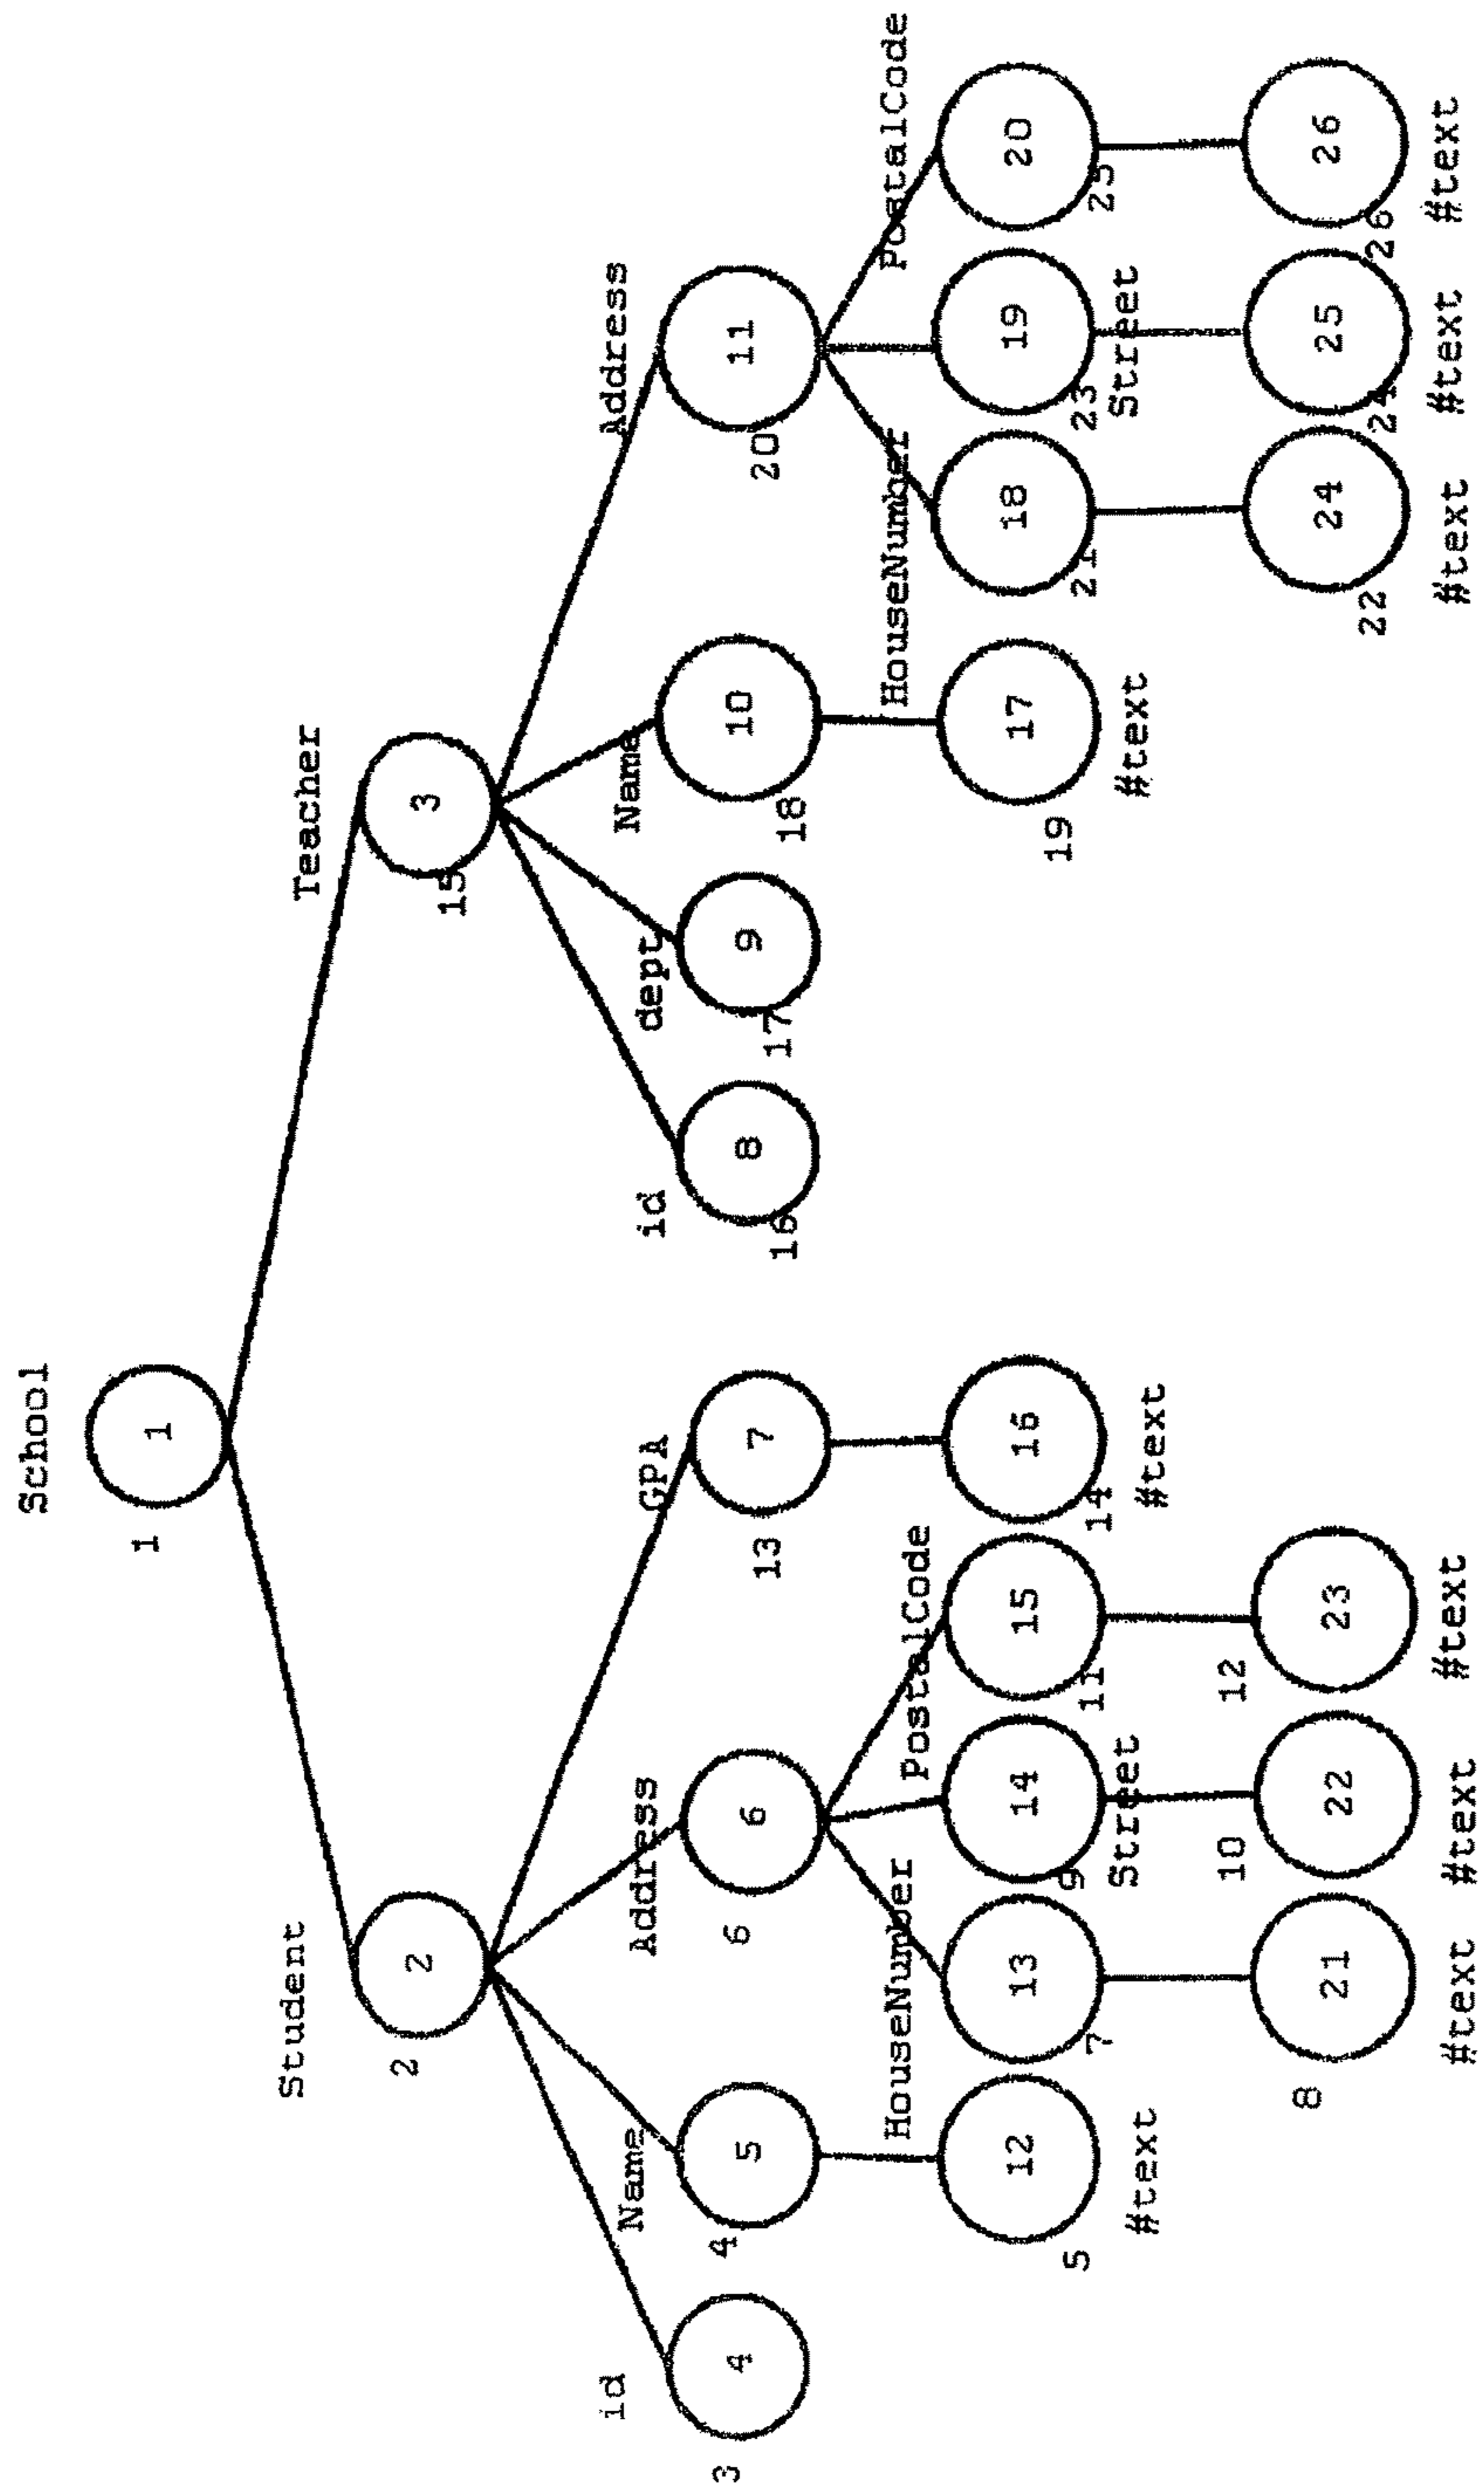 School
1
1
Student Teacher
2 2 3
15
id Name Address GPA id dept Name Address
3 4 4 5 6 6 13 7 16 8 17 9 18 10 20 11
HouseNumber PostalCode HouseNumber PostalCode
12 13 14 15 16 17 18 19 20
5 7 9 11 14 19 21 23 25
#text Street #text #text Street
10 12
21 22 23 24 25 26
8 22 24 26
#text #text #text #text #text #text